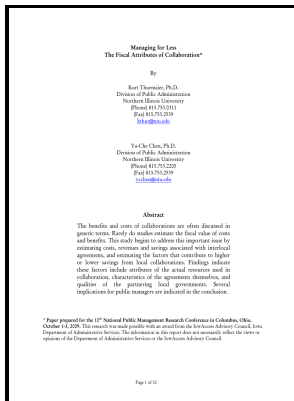 Managing for Less
The Fiscal Attributes of Collaboration*
By
Kurt Thurmaier, Ph.D.
Division of Public Administration
Northern Illinois University
(Phone) 815.753.0311
(Fax) 815.753.2539
kthur@niu.edu
Yu-Che Chen, Ph.D.
Division of Public Administration
Northern Illinois University
(Phone) 815.753.2205
(Fax) 815.753.2539
ycchen@niu.edu
Abstract
The benefits and costs of collaborations are often discussed in
generic terms. Rarely do studies estimate the fiscal value of costs
and benefits. This study begins to address this important issue by
estimating costs, revenues and savings associated with interlocal
agreements, and estimating the factors that contribute to higher
or lower savings from local collaborations. Findings indicate
these factors include attributes of the actual resources used in
collaboration, characteristics of the agreements themselves, and
qualities of the partnering local governments. Several
implications for public managers are indicated in the conclusion.
* Paper prepared for the 10th National Public Management Research Conference in Columbus, Ohio,
October 1-3, 2009. This research was made possible with an award from the IowAccess Advisory Council, Iowa
Department of Administrative Services. The information in this report does not necessarily reflect the views or
opinions of the Department of Administrative Services or the IowAccess Advisory Council.
Page 1 of 32